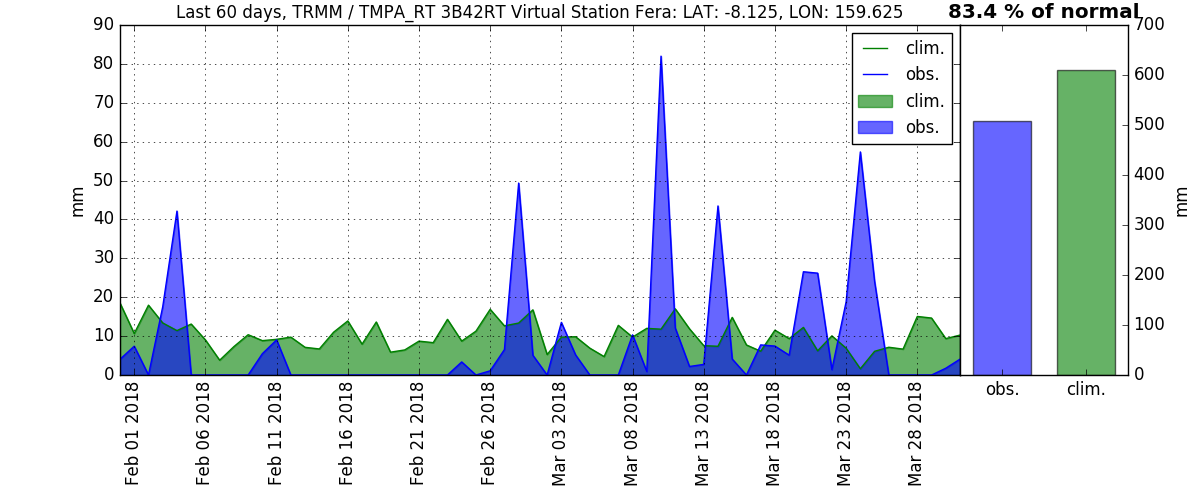 Last 60 days, TRMM / TMPA_RT 3B42RT Virtual Station Fera: LAT: -8.125, LON: 159.625
83.4 % of normal
90
80
70
60
50
40
30
20
10
0
mm
clim.
obs.
clim.
obs.
700
600
500
400
300
200
100
0
mm
obs.
clim.
Feb 01 2018
Feb 06 2018
Feb 11 2018
Feb 16 2018
Feb 21 2018
Feb 26 2018
Mar 03 2018
Mar 08 2018
Mar 13 2018
Mar 18 2018
Mar 23 2018
Mar 28 2018